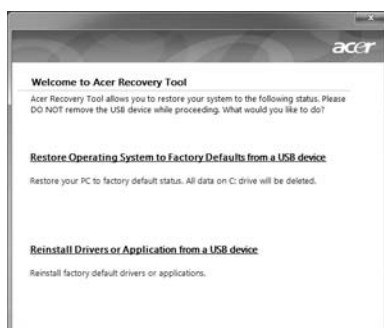 acer
Welcome to Acer Recovery Tool
Acer Recovery Tool allows you to restore your system to the following status. Please
DO NOT remove the USB device while proceeding. What would you like to do?
Restore Operating System to Factory Defaults from a USB device
Restore your PC to factory default status. All data on C: drive will be deleted.
Reinstall Drivers or Application from a USB device
Reinstall factory default drivers or applications.